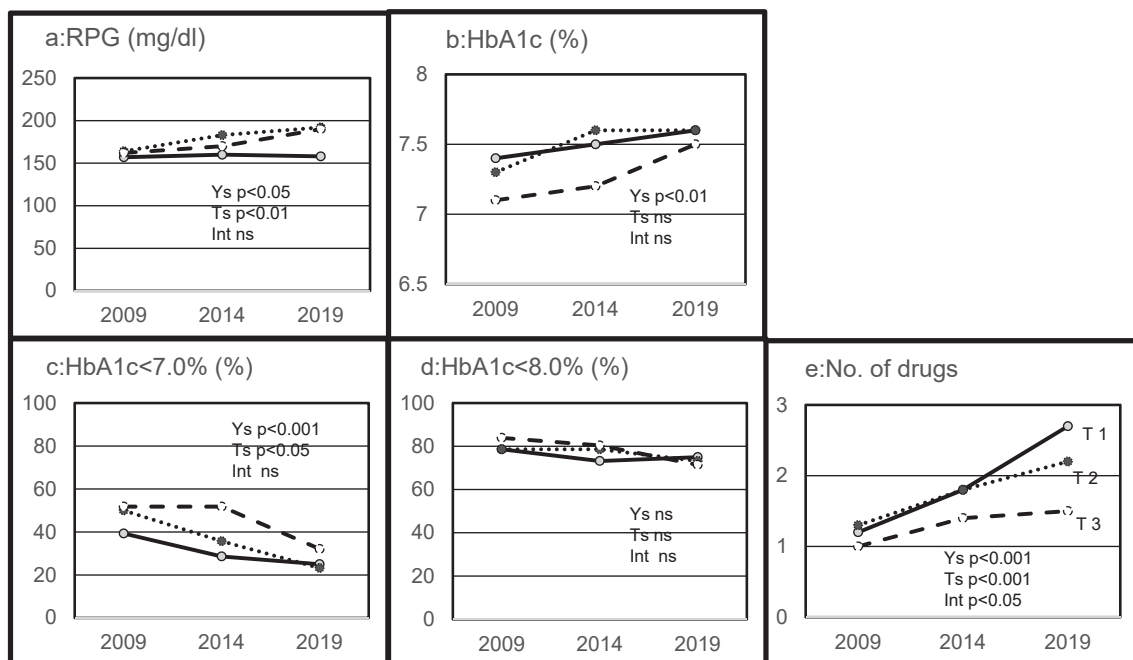 a:RPG (mg/dl)
250
200
150
100
50
0
Ys p<0.05
Ts p<0.01
Int ns
2009 2014 2019
b:HbA1c (%)
8
7.5
7
6.5
Ys p<0.01
Ts ns
Int ns
2009 2014 2019
c:HbA1c<7.0% (%)
100
80
60
40
20
0
Ys p<0.001
Ts p<0.05
Int ns
2009 2014 2019
d:HbA1c<8.0% (%)
100
80
60
40
20
0
Ys ns
Ts ns
Int ns
2009 2014 2019
e:No. of drugs
3
2
1
0
T 1
T 2
T 3
Ys p<0.001
Ts p<0.001
Int p<0.05
2009 2014 2019